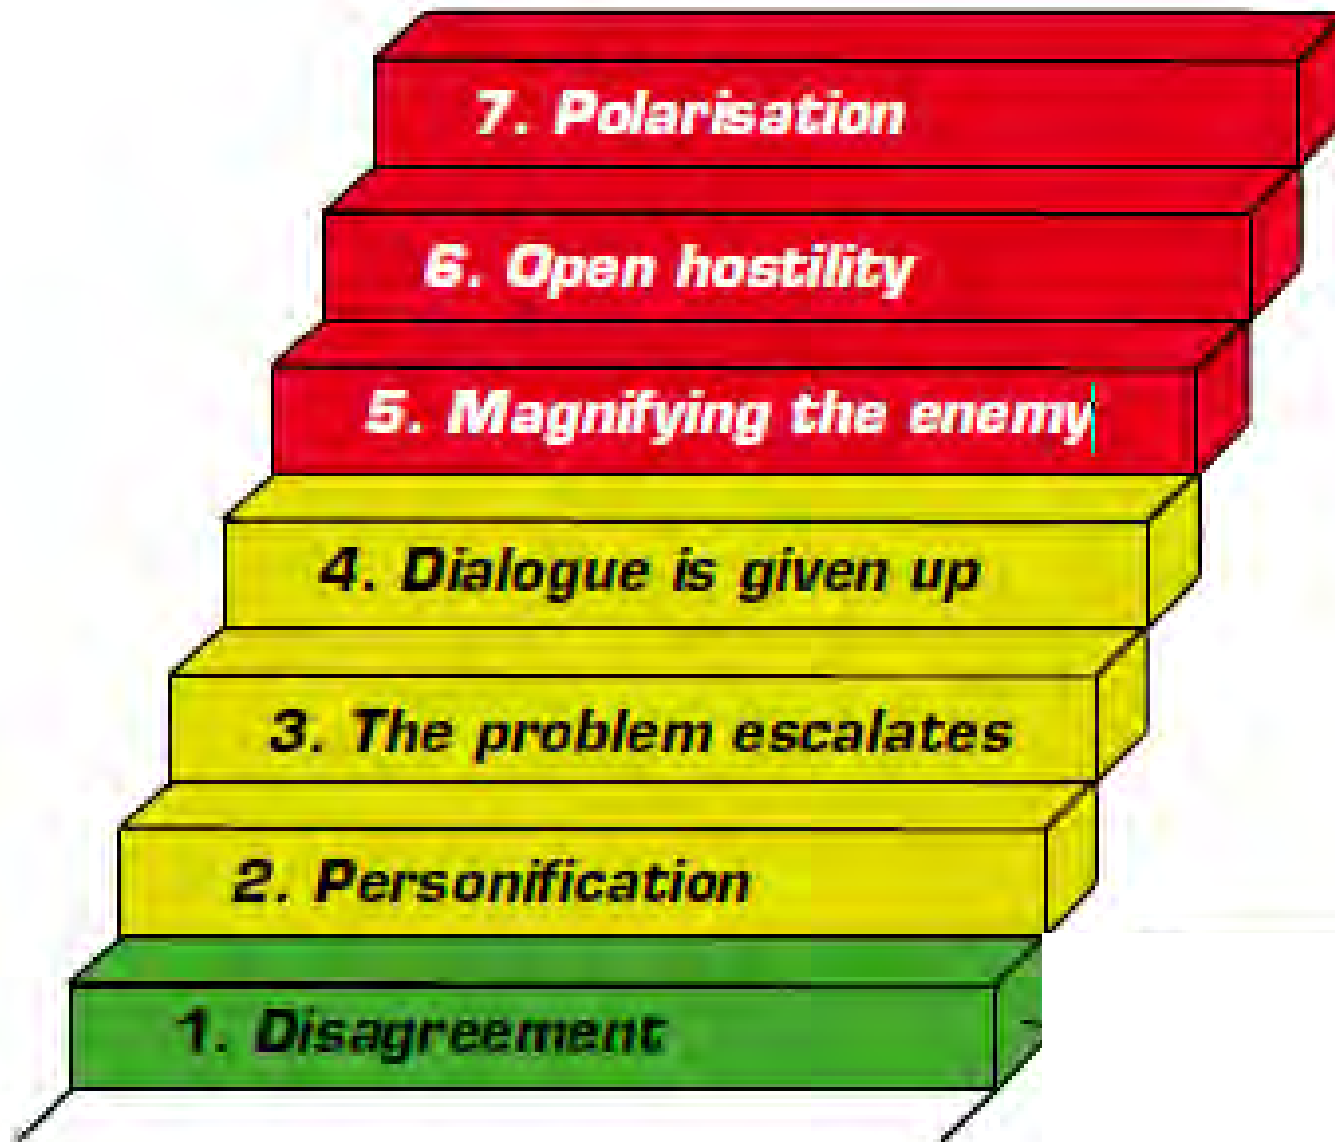 7. Polarisation
6. Open hostility
5. Magnifying the enemy
4. Dialogue is given up
3. The problem escalates
2. Personification
1. Disagreement